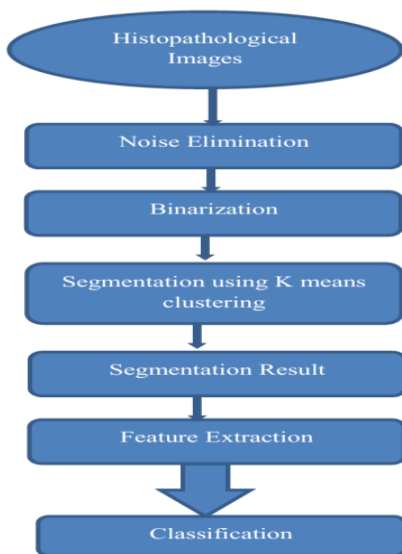 Histopathological
Images
Noise Elimination
Binarization
Segmentation using K means
clustering
Segmentation Result
Feature Extraction
Classification